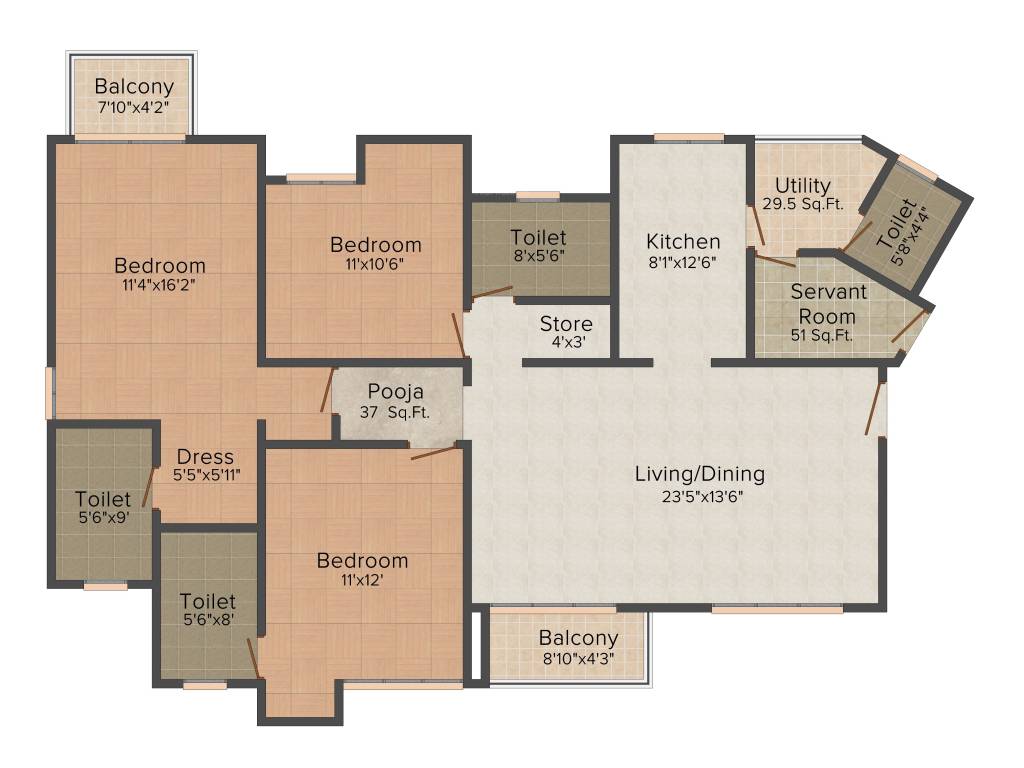 Balcony
7'10"x4'2"
Bedroom
11'4"x16'2"
Bedroom
11'x10'6"
Toilet
8'x5'6"
Kitchen
8'1"x12'6"
Utility
29.5 Sq.Ft.
Toilet
5'8"x4'4"
Servant
Room
51 Sq.Ft.
Store
4'x3'
Pooja
37 Sq.Ft.
Dress
5'5"x5'11"
Toilet
5'6"x9'
Living/Dining
23'5"x13'6"
Bedroom
11'x12'
Toilet
5'6"x8'
Balcony
8'10"x4'3"